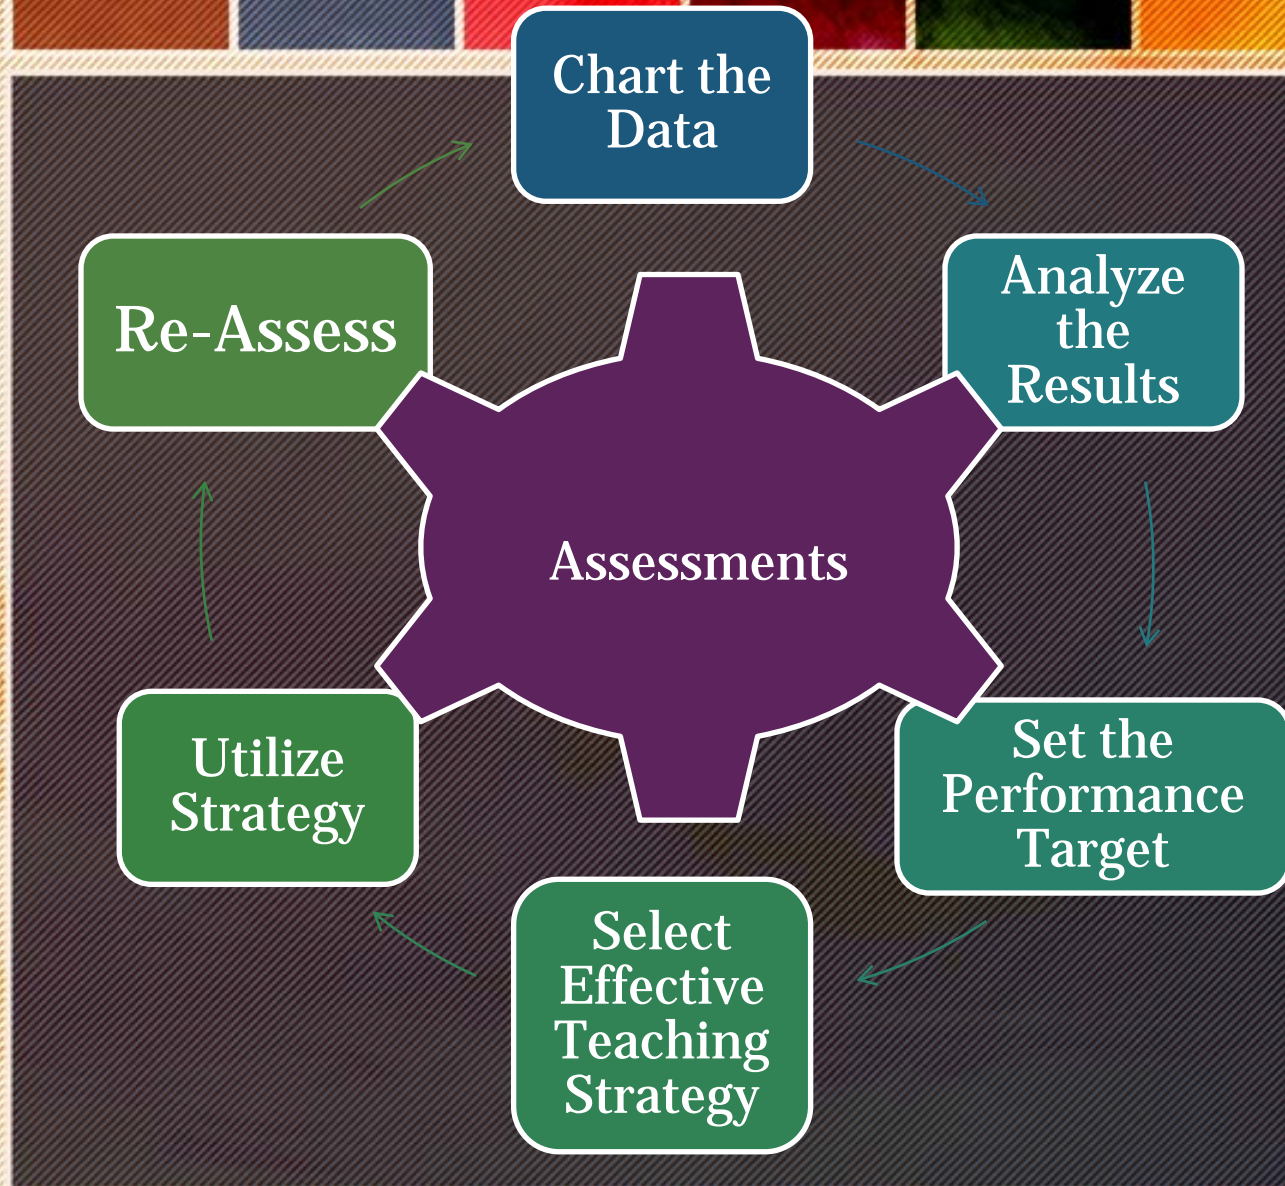 Chart the
Data
Analyze
the
Results
Set the
Performance
Target
Select
Effective
Teaching
Strategy
Utilize
Strategy
Re-Assess
Assessments